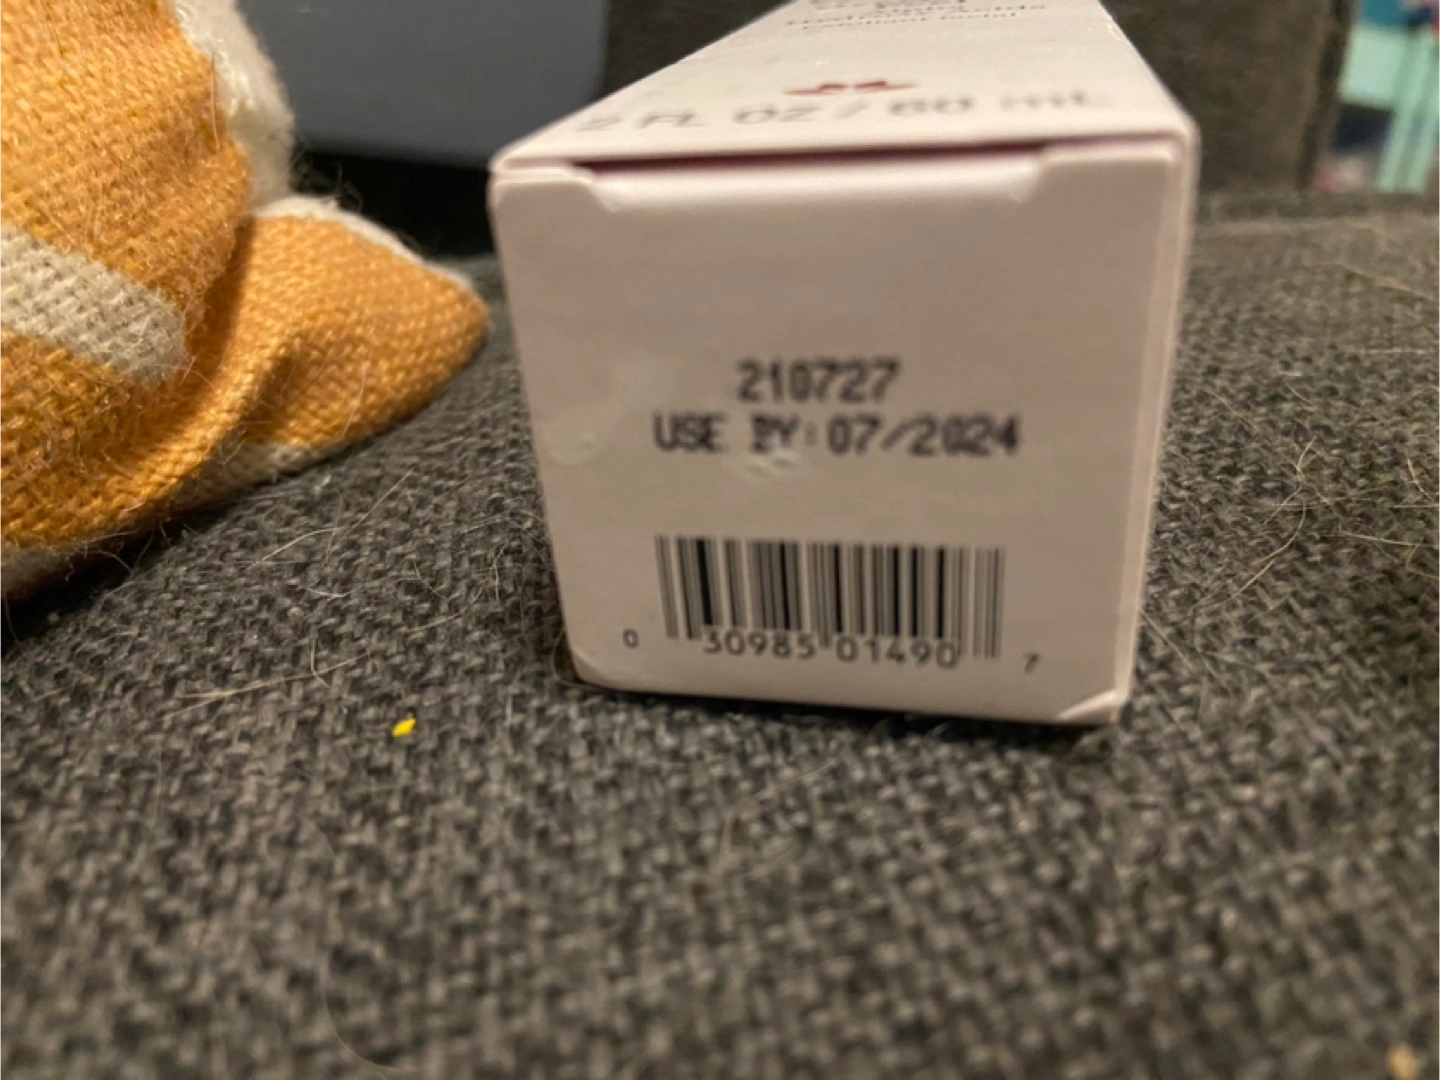 2 FL OZ / 60 mL
210727
USE BY: 07/2024
0 30985 01490 7